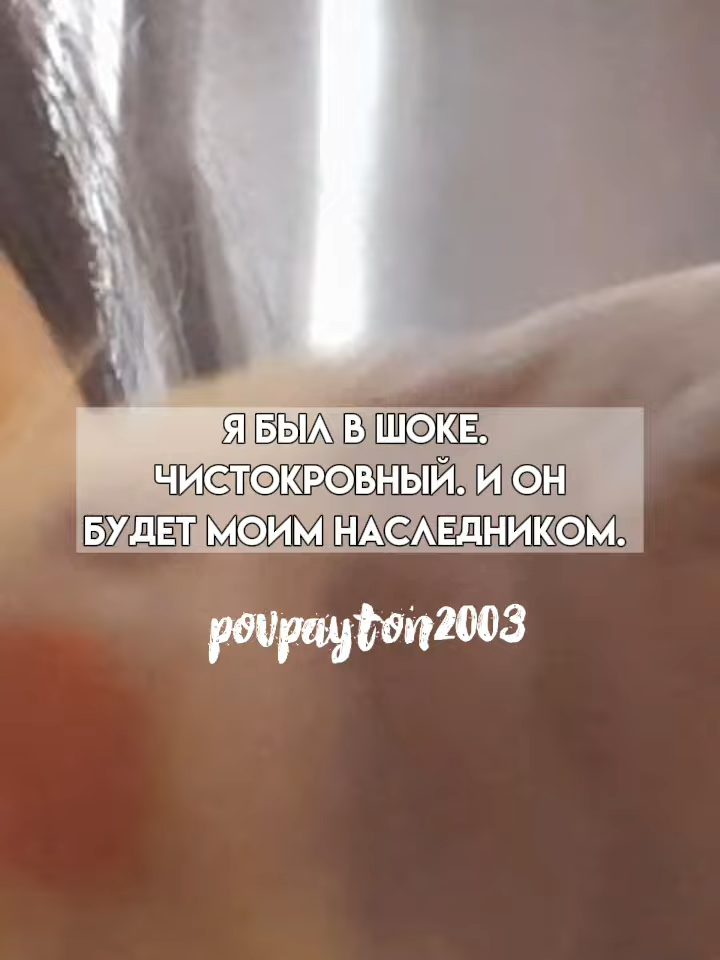 Я БЫЛ В ШОКЕ.
ЧИСТОКРОВНЫЙ. И ОН
БУДЕТ МОИМ НАСЛЕДНИКОМ.
povpayton2003